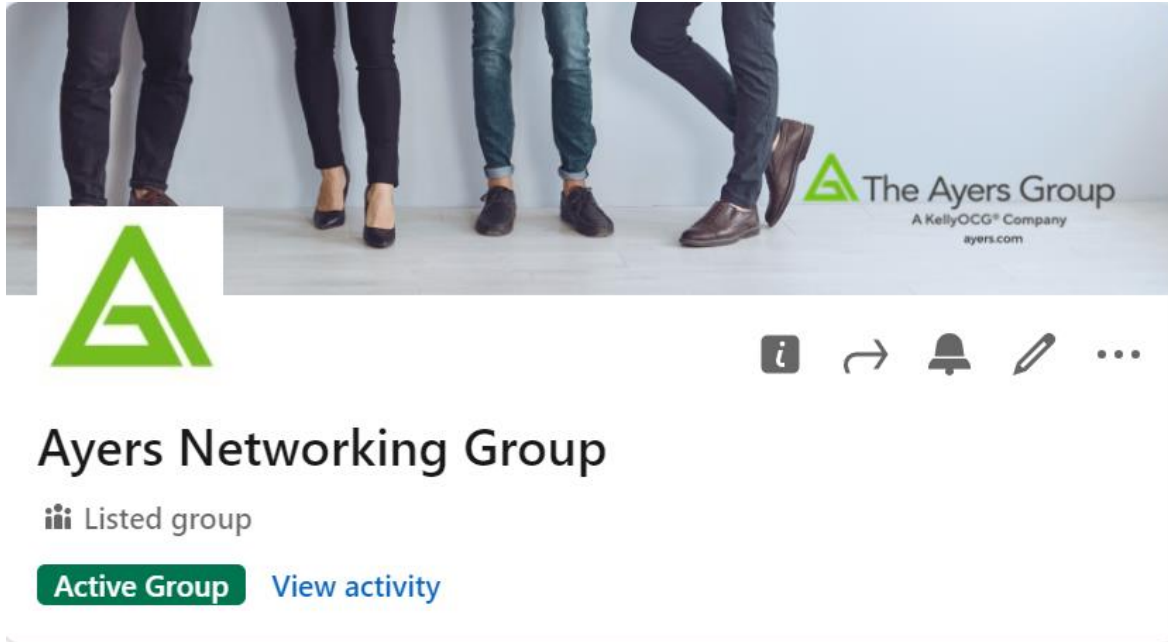 The Ayers Group
A KellyOCG® Company
ayers.com
Ayers Networking Group
Listed group
Active Group
View activity